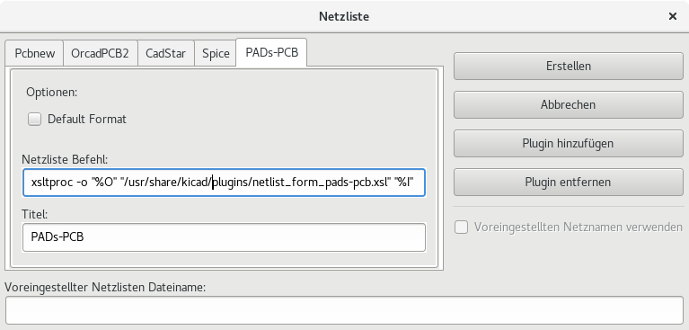 Netzliste
Pcbnew OrcadPCB2 CadStar Spice PADs-PCB
Optionen:
Default Format
Netzliste Befehl:
xsltproc -o "%O" "/usr/share/kicad/plugins/netlist_form_pads-pcb.xsl" "%I"
Titel:
PADs-PCB
Erstellen
Abbrechen
Plugin hinzufügen
Plugin entfernen
Voreingestellten Netznamen verwenden
Voreingestellter Netzlisten Dateiname: